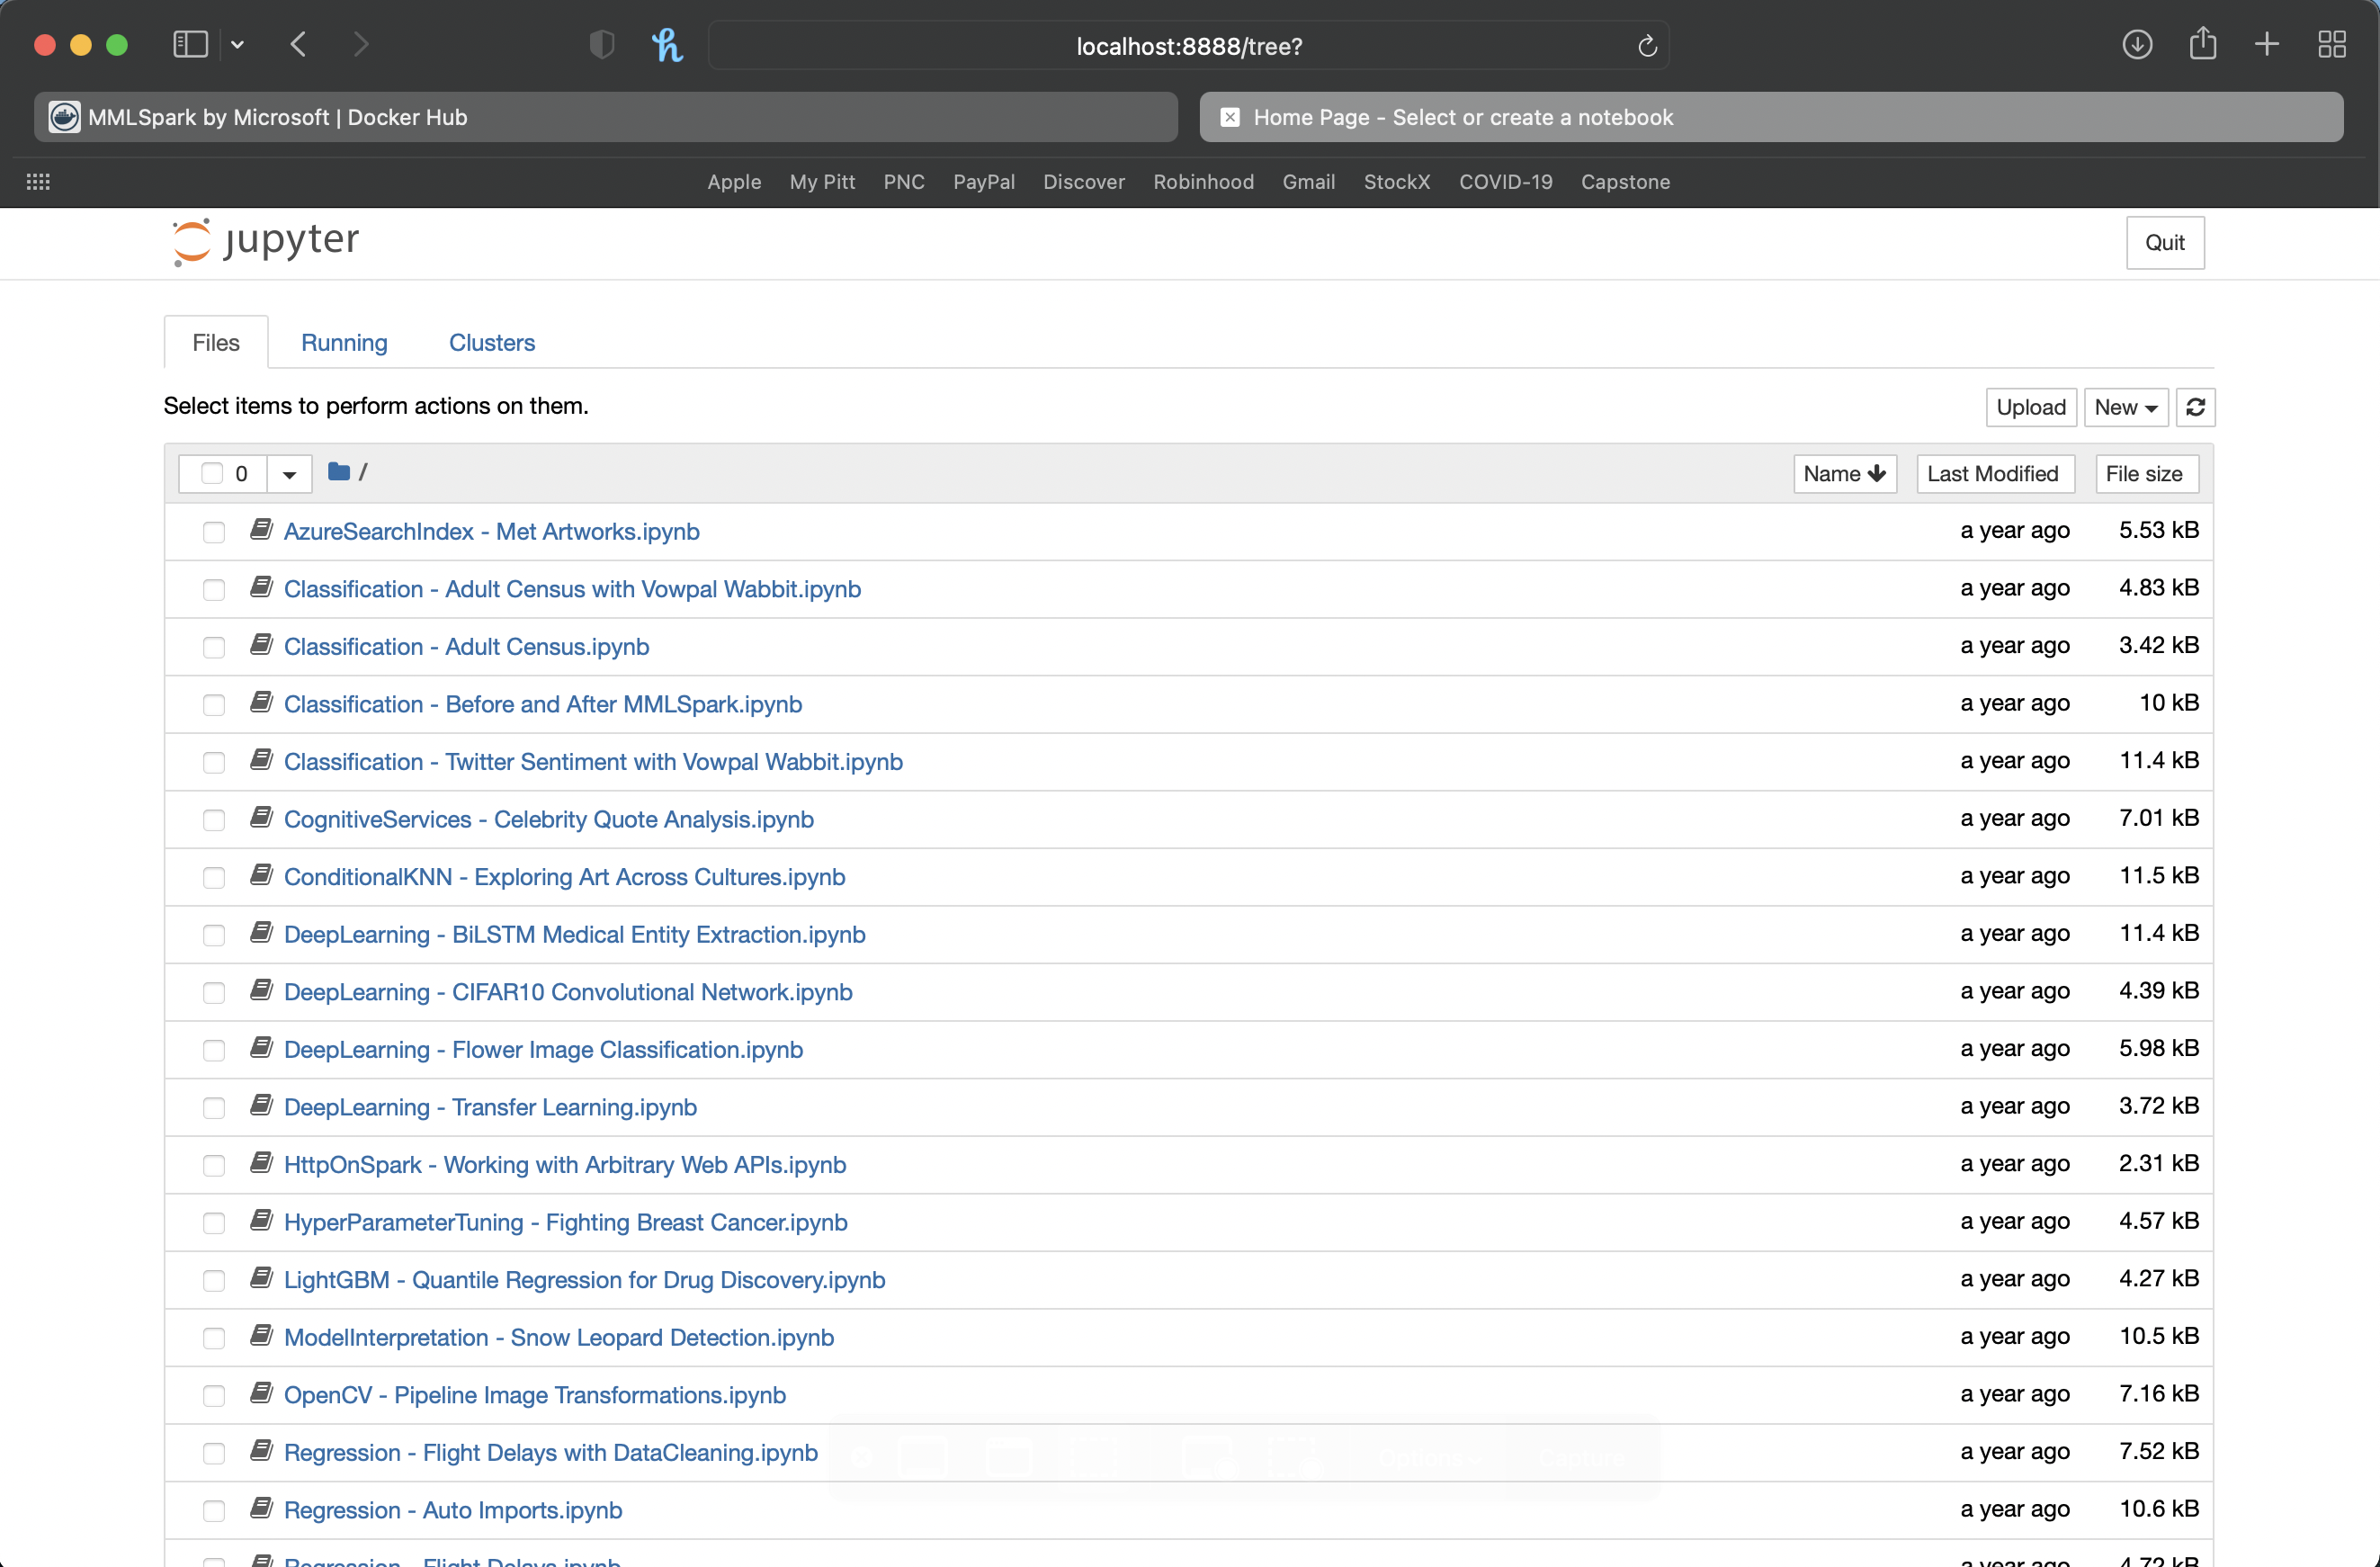 localhost:8888/tree?
MMLSpark by Microsoft | Docker Hub
Home Page - Select or create a notebook
Apple My Pitt PNC PayPal Discover Robinhood Gmail StockX COVID-19 Capstone
jupyter
Quit
Files Running Clusters
Select items to perform actions on them.
Upload New
0 / Name Last Modified File size
AzureSearchIndex - Met Artworks.ipynb a year ago 5.53 kB
Classification - Adult Census with Vowpal Wabbit.ipynb a year ago 4.83 kB
Classification - Adult Census.ipynb a year ago 3.42 kB
Classification - Before and After MMLSpark.ipynb a year ago 10 kB
Classification - Twitter Sentiment with Vowpal Wabbit.ipynb a year ago 11.4 kB
CognitiveServices - Celebrity Quote Analysis.ipynb a year ago 7.01 kB
ConditionalKNN - Exploring Art Across Cultures.ipynb a year ago 11.5 kB
DeepLearning - BiLSTM Medical Entity Extraction.ipynb a year ago 11.4 kB
DeepLearning - CIFAR10 Convolutional Network.ipynb a year ago 4.39 kB
DeepLearning - Flower Image Classification.ipynb a year ago 5.98 kB
DeepLearning - Transfer Learning.ipynb a year ago 3.72 kB
HttpOnSpark - Working with Arbitrary Web APIs.ipynb a year ago 2.31 kB
HyperParameterTuning - Fighting Breast Cancer.ipynb a year ago 4.57 kB
LightGBM - Quantile Regression for Drug Discovery.ipynb a year ago 4.27 kB
ModelInterpretation - Snow Leopard Detection.ipynb a year ago 10.5 kB
OpenCV - Pipeline Image Transformations.ipynb a year ago 7.16 kB
Regression - Flight Delays with DataCleaning.ipynb a year ago 7.52 kB
Regression - Auto Imports.ipynb a year ago 10.6 kB
Regression - Flight Delays.ipynb a year ago 4.72 kB